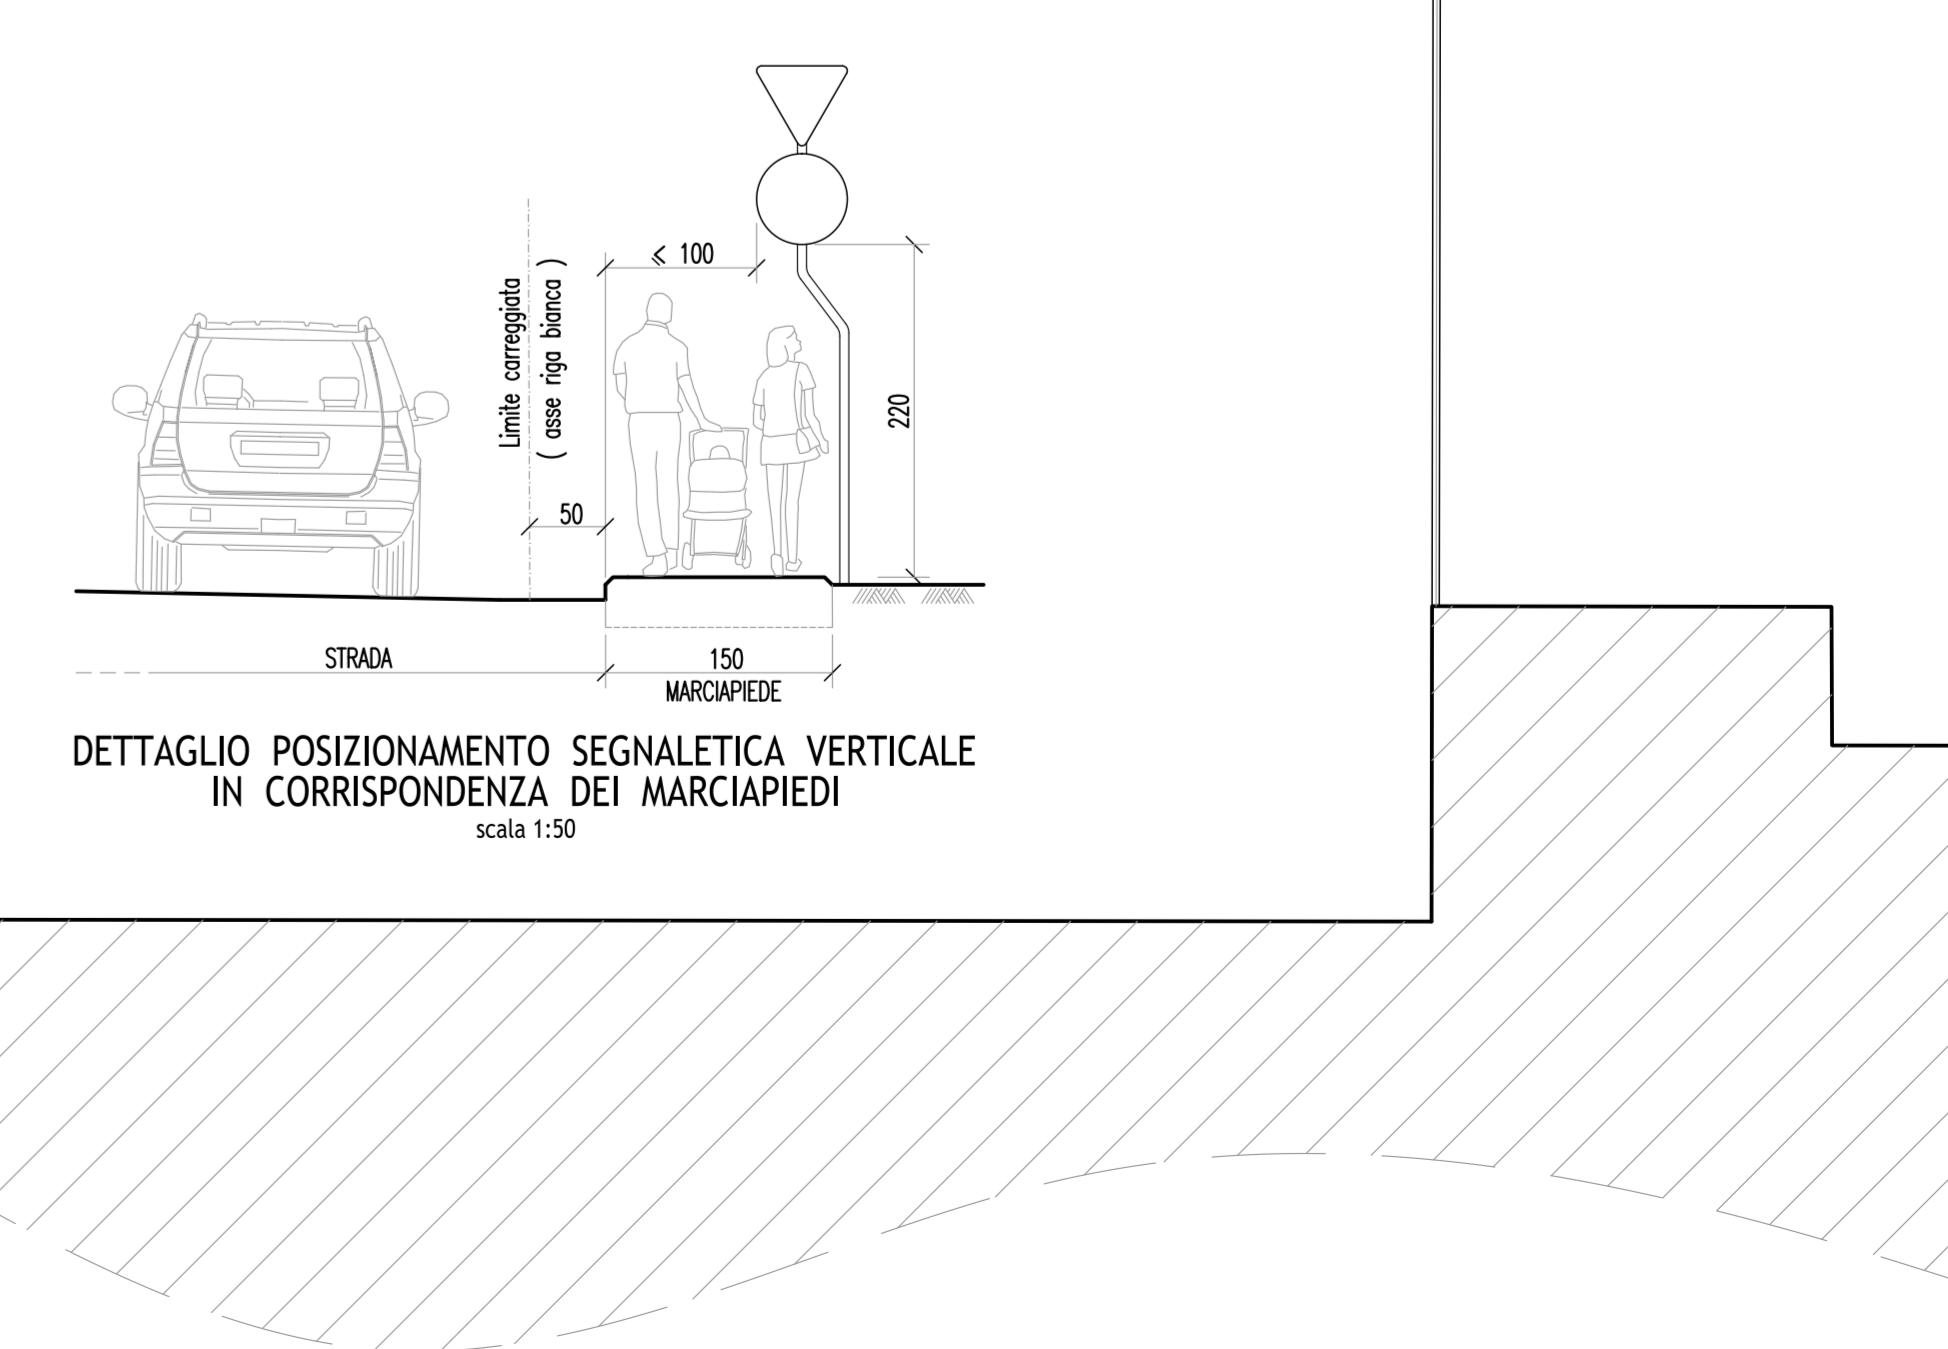 ≤ 100
Limite carreggiata
( asse riga bianca )
220
50
STRADA
150
MARCIAPIEDE
DETTAGLIO POSIZIONAMENTO SEGNALETICA VERTICALE
IN CORRISPONDENZA DEI MARCIAPIEDI
scala 1:50